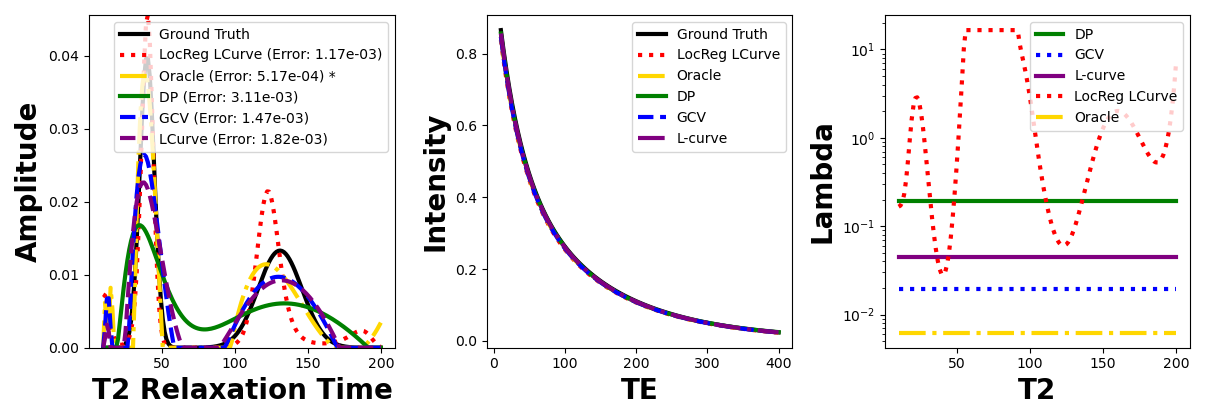 Amplitude
0.04
0.03
0.02
0.01
0.00
Ground Truth
LocReg LCurve (Error: 1.17e-03)
Oracle (Error: 5.17e-04) *
DP (Error: 3.11e-03)
GCV (Error: 1.47e-03)
LCurve (Error: 1.82e-03)
50 100 150 200
T2 Relaxation Time
Intensity
0.8
0.6
0.4
0.2
0.0
Ground Truth
LocReg LCurve
Oracle
DP
GCV
L-curve
0 100 200 300 400
TE
Lambda
10¹
10⁰
10⁻¹
10⁻²
DP
GCV
L-curve
LocReg LCurve
Oracle
50 100 150 200
T2